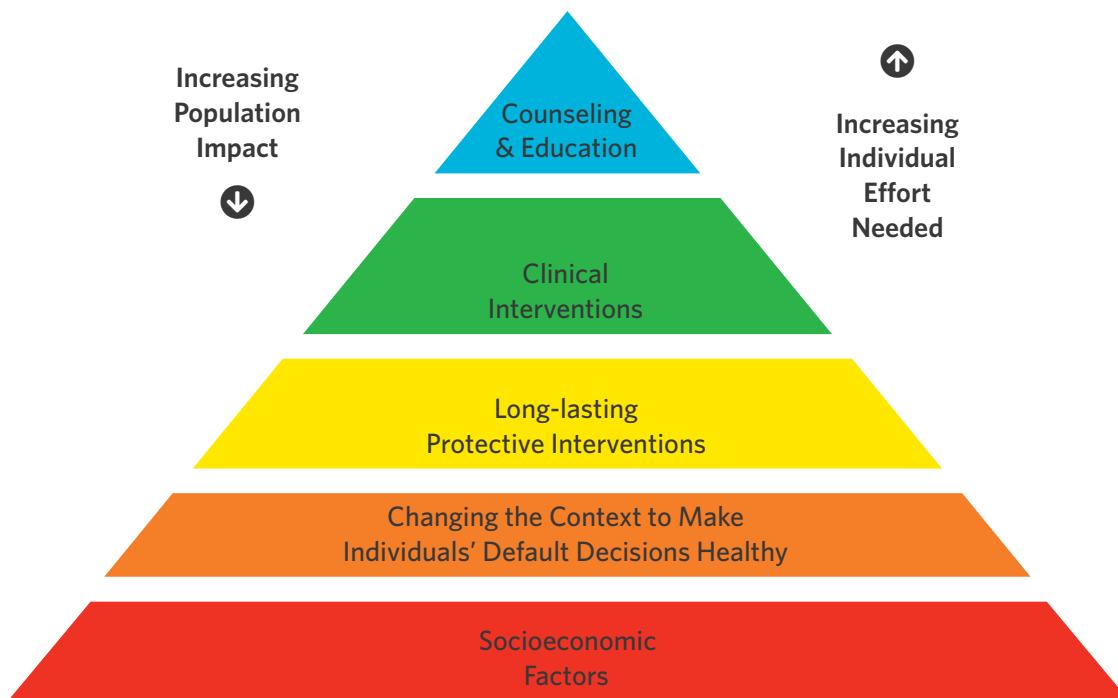 Increasing
Population
Impact
Increasing
Individual
Effort
Needed
Counseling
& Education
Clinical
Interventions
Long-lasting
Protective Interventions
Changing the Context to Make
Individuals’ Default Decisions Healthy
Socioeconomic
Factors